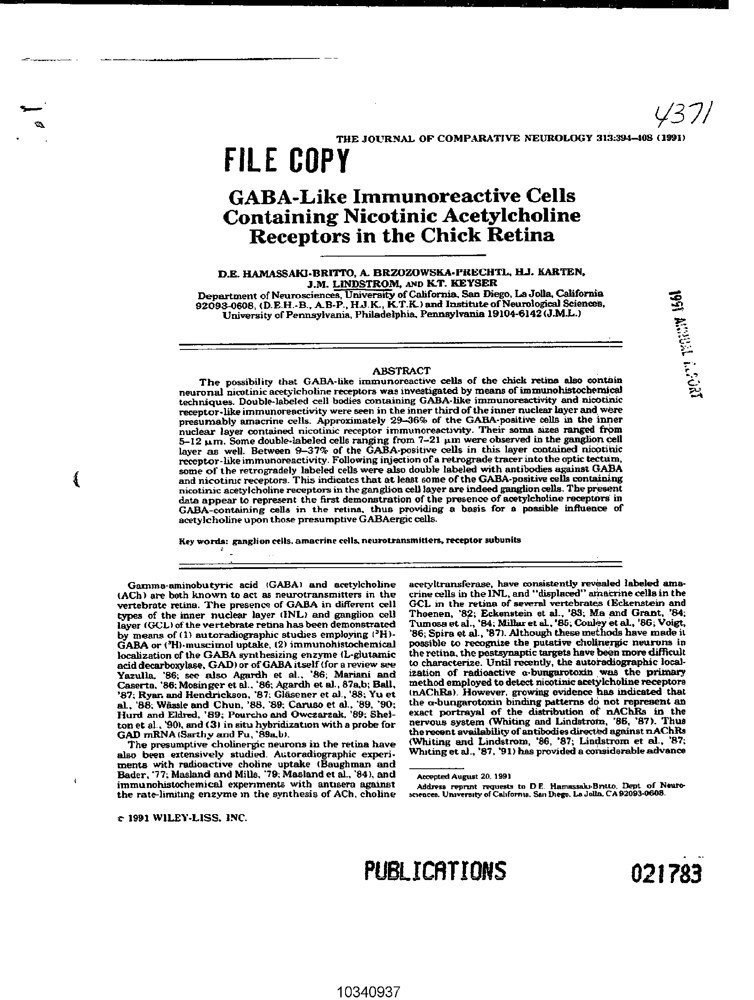 4371
THE JOURNAL OF COMPARATIVE NEUROLOGY 313:394–408 (1991)
FILE COPY
GABA-Like Immunoreactive Cells
Containing Nicotinic Acetylcholine
Receptors in the Chick Retina
D.E. HAMASSAKI-BRITTO, A. BRZOZOWSKA-PRECHTL, H.J. KARTEN,
J.M. LINDSTROM, AND K.T. KEYSER
Department of Neurosciences, University of California, San Diego, La Jolla, California
92093-0608, (D.E.H.-B., A.B-P., H.J.K., K.T.K.) and Institute of Neurological Sciences,
University of Pennsylvania, Philadelphia, Pennsylvania 19104-6142 (J.M.L.)
1991 ANNUAL REPORT
ABSTRACT
The possibility that GABA-like immunoreactive cells of the chick retina also contain
neuronal nicotinic acetylcholine receptors was investigated by means of immunohistochemical
techniques. Double-labeled cell bodies containing GABA-like immunoreactivity and nicotinic
receptor-like immunoreactivity were seen in the inner third of the inner nuclear layer and were
presumably amacrine cells. Approximately 29–36% of the GABA-positive cells in the inner
nuclear layer contained nicotinic receptor immunoreactivity. Their soma sizes ranged from
5–12 μm. Some double-labeled cells ranging from 7–21 μm were observed in the ganglion cell
layer as well. Between 9–37% of the GABA-positive cells in this layer contained nicotinic
receptor-like immunoreactivity. Following injection of a retrograde tracer into the optic tectum,
some of the retrogradely labeled cells were also double labeled with antibodies against GABA
and nicotinic receptors. This indicates that at least some of the GABA-positive cells containing
nicotinic acetylcholine receptors in the ganglion cell layer are indeed ganglion cells. The present
data appear to represent the first demonstration of the presence of acetylcholine receptors in
GABA-containing cells in the retina, thus providing a basis for a possible influence of
acetylcholine upon those presumptive GABAergic cells.
Key words: ganglion cells, amacrine cells, neurotransmitters, receptor subunits
Gamma-aminobutyric acid (GABA) and acetylcholine
(ACh) are both known to act as neurotransmitters in the
vertebrate retina. The presence of GABA in different cell
types of the inner nuclear layer (INL) and ganglion cell
layer (GCL) of the vertebrate retina has been demonstrated
by means of (1) autoradiographic studies employing (³H)-
GABA or (³H)-muscimol uptake, (2) immunohistochemical
localization of the GABA synthesizing enzyme (L-glutamic
acid decarboxylase, GAD) or of GABA itself (for a review see
Yazulla, '86; see also Agardh et al., '86; Mariani and
Caserta, '86; Mosinger et al., '86; Agardh et al., 87a,b; Ball,
'87; Ryan and Hendrickson, '87; Gläsener et al., '88; Yu et
al., '88; Wässle and Chun, '88, '89; Caruso et al., '89, '90;
Hurd and Eldred, '89; Pourcho and Owczarzak, '89; Shel-
ton et al., '90), and (3) in situ hybridization with a probe for
GAD mRNA (Sarthy and Fu, '89a,b).
The presumptive cholinergic neurons in the retina have
also been extensively studied. Autoradiographic experi-
ments with radioactive choline uptake (Baughman and
Bader, '77; Masland and Mills, '79; Masland et al., '84), and
immunohistochemical experiments with antisera against
the rate-limiting enzyme in the synthesis of ACh, choline
acetyltransferase, have consistently revealed labeled ama-
crine cells in the INL, and "displaced" amacrine cells in the
GCL in the retina of several vertebrates (Eckenstein and
Thoenen, '82; Eckenstein et al., '83; Ma and Grant, '84;
Tumosa et al., '84; Millar et al., '85; Conley et al., '86; Voigt,
'86; Spira et al., '87). Although these methods have made it
possible to recognize the putative cholinergic neurons in
the retina, the postsynaptic targets have been more difficult
to characterize. Until recently, the autoradiographic local-
ization of radioactive α-bungarotoxin was the primary
method employed to detect nicotinic acetylcholine receptors
(nAChRs). However, growing evidence has indicated that
the α-bungarotoxin binding patterns do not represent an
exact portrayal of the distribution of nAChRs in the
nervous system (Whiting and Lindstrom, '86, '87). Thus
the recent availability of antibodies directed against nAChRs
(Whiting and Lindstrom, '86, '87; Lindstrom et al., '87;
Whiting et al., '87, '91) has provided a considerable advance
Accepted August 20, 1991
Address reprint requests to D.E. Hamassaki-Britto, Dept. of Neuro-
sciences, University of California, San Diego, La Jolla, CA 92093-0608.
© 1991 WILEY-LISS, INC.
PUBLICATIONS
021783
10340937